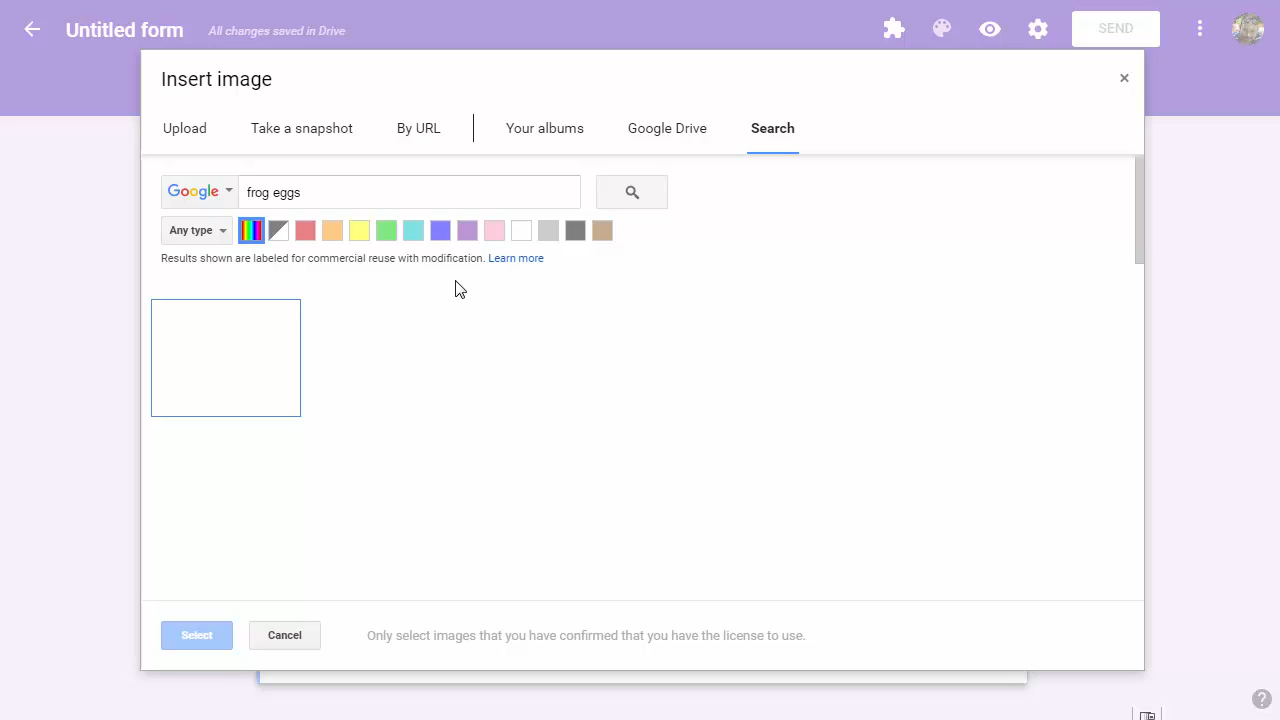 Untitled form
All changes saved in Drive
SEND
Insert image
×
Upload
Take a snapshot
By URL
Your albums
Google Drive
Search
Google
frog eggs
Any type
Results shown are labeled for commercial reuse with modification. Learn more
Select
Cancel
Only select images that you have confirmed that you have the license to use.
?